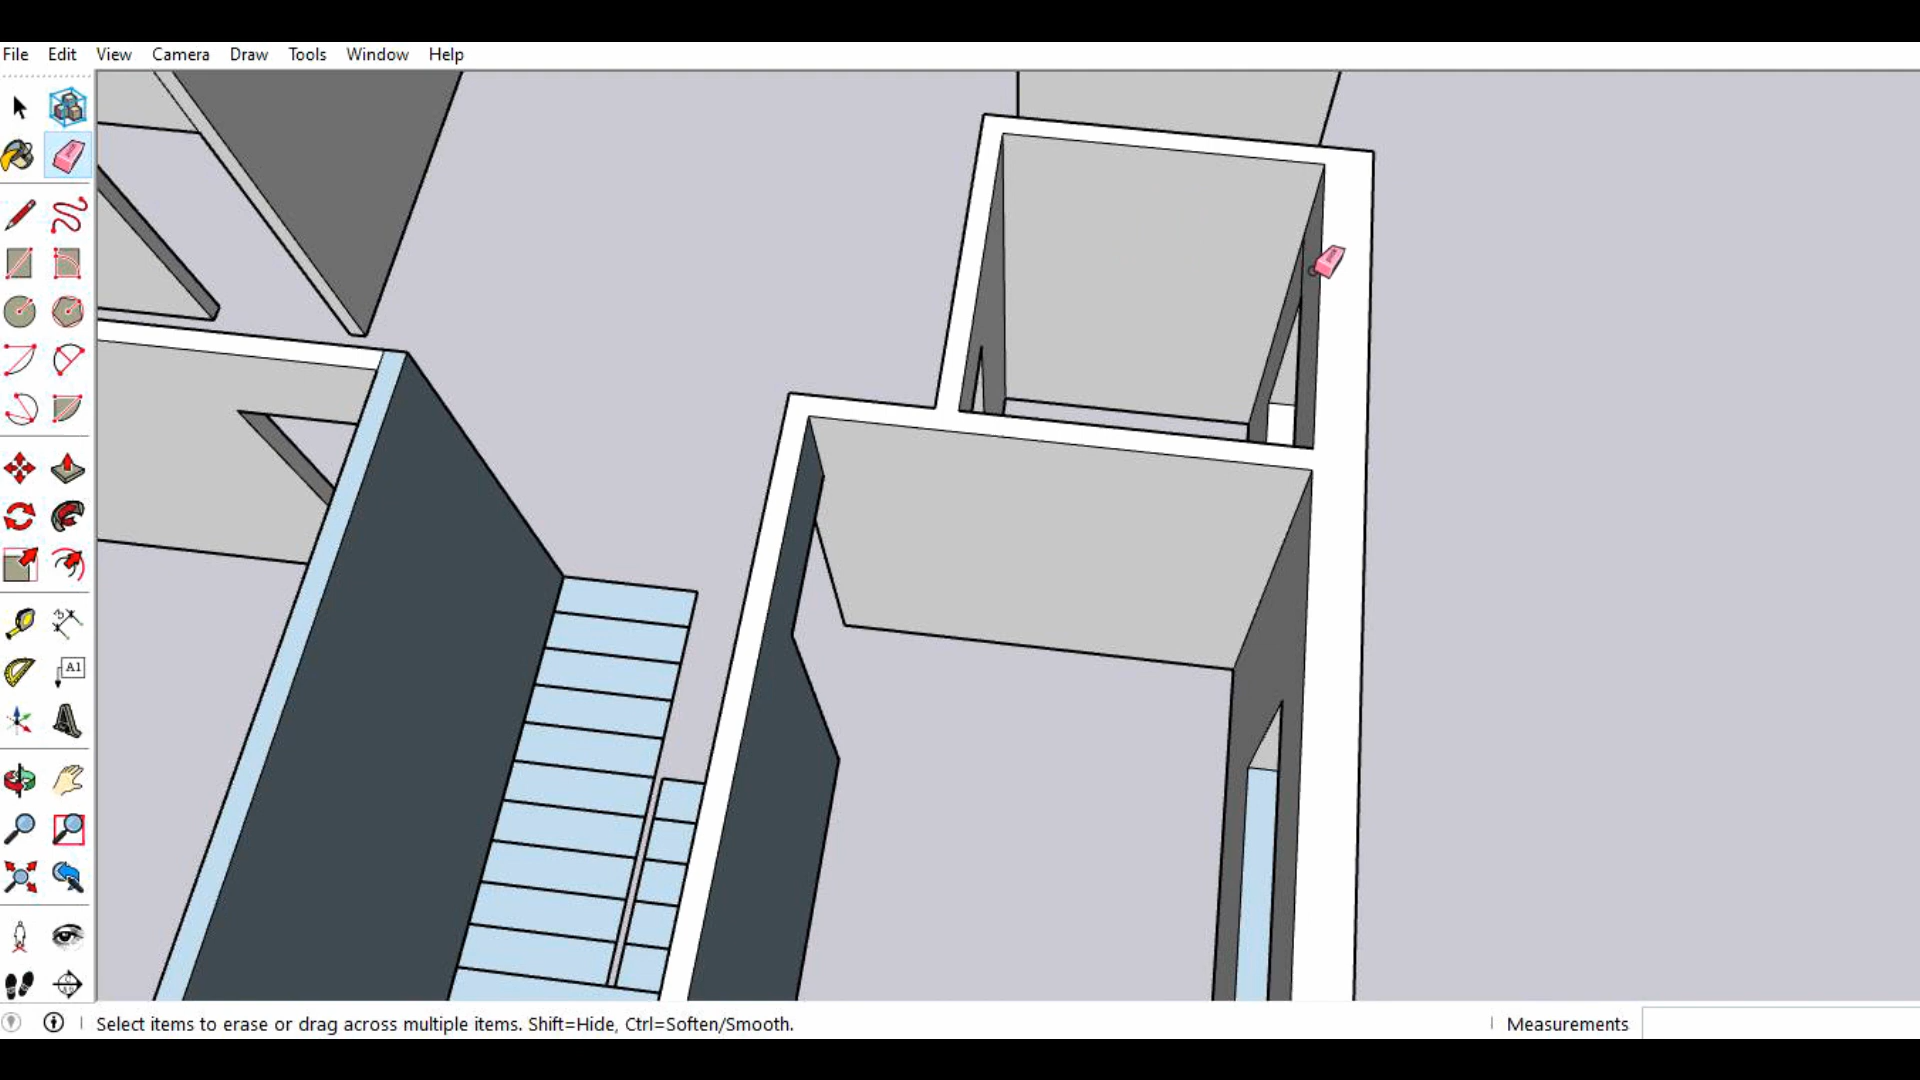 File Edit View Camera Draw Tools Window Help
A1
Select items to erase or drag across multiple items. Shift=Hide, Ctrl=Soften/Smooth.
Measurements